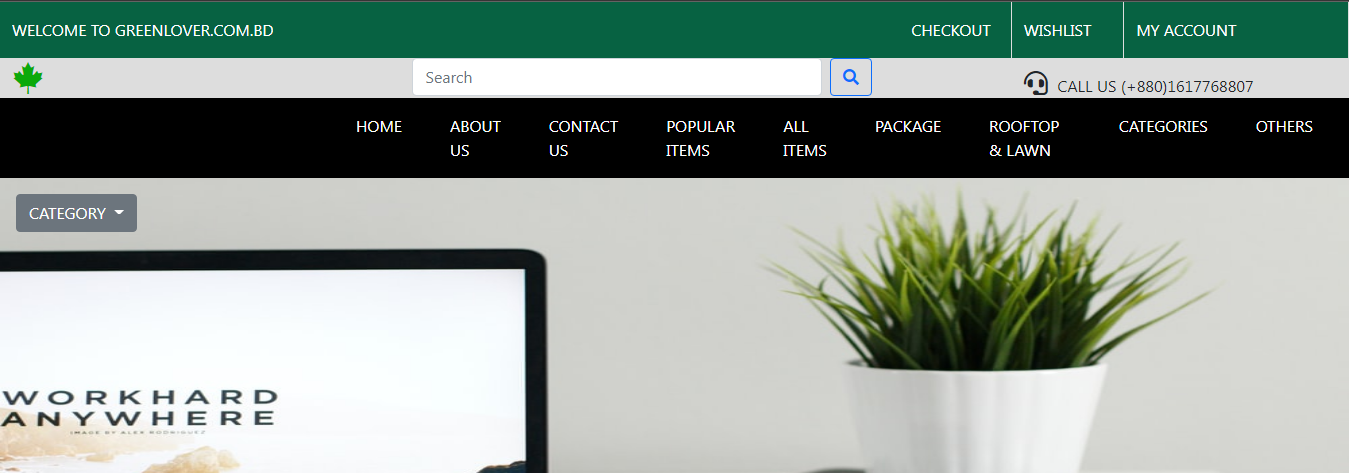 WELCOME TO GREENLOVER.COM.BD
CHECKOUT
WISHLIST
MY ACCOUNT
Search
CALL US (+880)1617768807
HOME
ABOUT
US
CONTACT
US
POPULAR
ITEMS
ALL
ITEMS
PACKAGE
ROOFTOP
& LAWN
CATEGORIES
OTHERS
CATEGORY
WORKHARD
ANYWHERE
IMAGE BY ALEX RODRIGUEZ